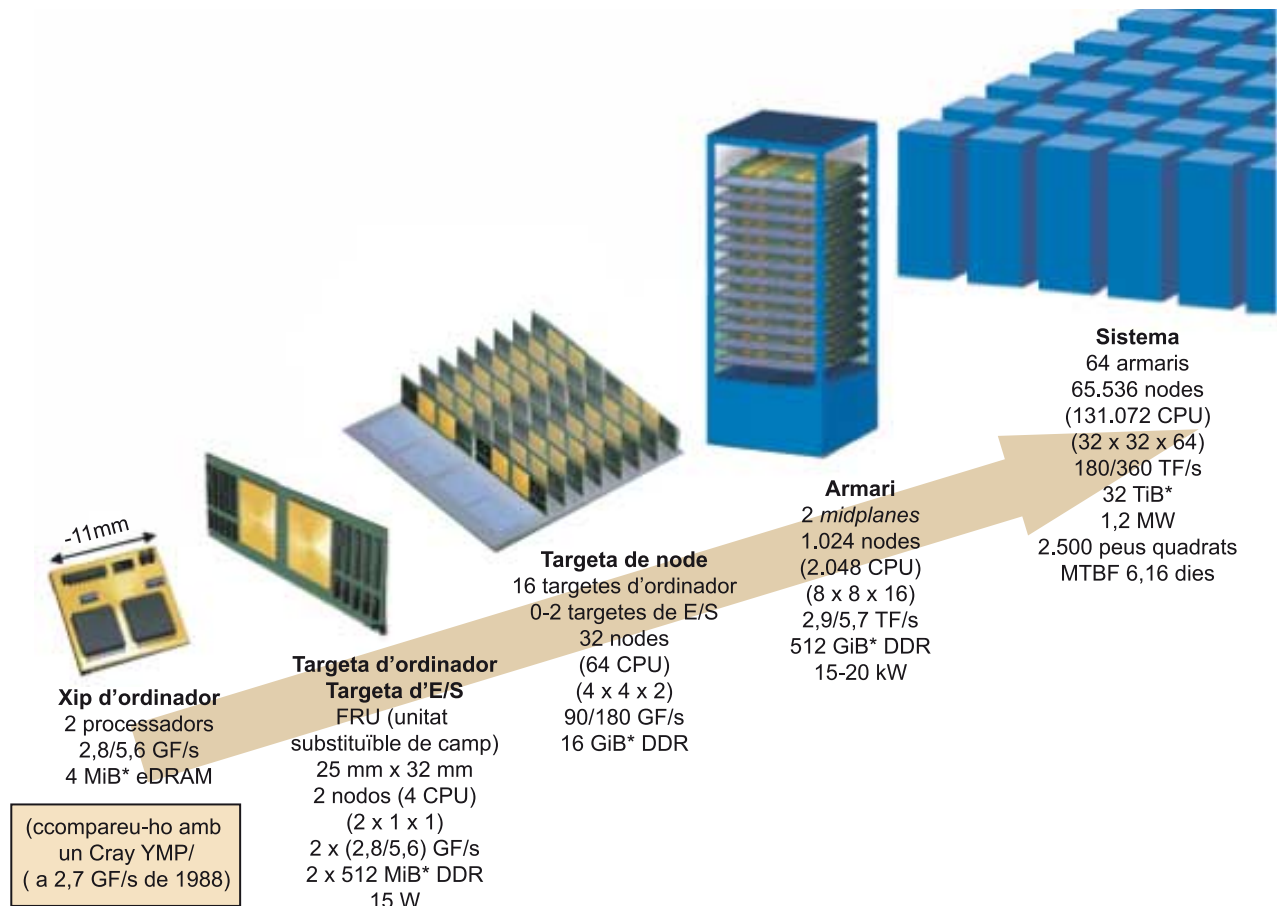 -11mm
Xip d'ordinador
2 processadors
2,8/5,6 GF/s
4 MiB* eDRAM
(ccompareu-ho amb
un Cray YMP/
( a 2,7 GF/s de 1988)
Targeta d'ordinador
Targeta d'E/S
FRU (unitat
substituïble de camp)
25 mm x 32 mm
2 nodos (4 CPU)
(2 x 1 x 1)
2 x (2,8/5,6) GF/s
2 x 512 MiB* DDR
15 W
Targeta de node
16 targetes d'ordinador
0-2 targetes de E/S
32 nodes
(64 CPU)
(4 x 4 x 2)
90/180 GF/s
16 GiB* DDR
Armari
2 midplanes
1.024 nodes
(2.048 CPU)
(8 x 8 x 16)
2,9/5,7 TF/s
512 GiB* DDR
15-20 kW
Sistema
64 armaris
65.536 nodes
(131.072 CPU)
(32 x 32 x 64)
180/360 TF/s
32 TiB*
1,2 MW
2.500 peus quadrats
MTBF 6,16 dies